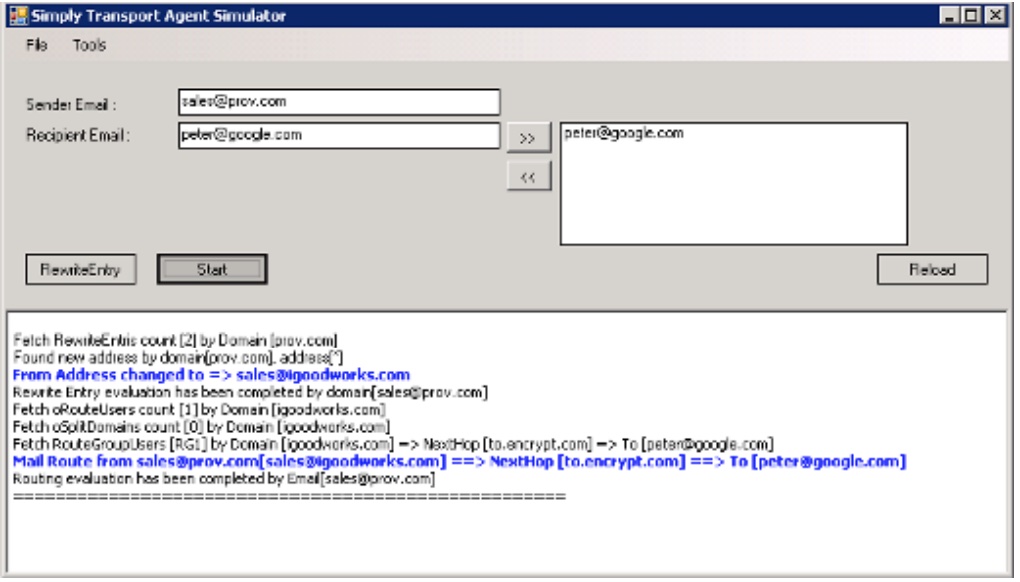 Simply Transport Agent Simulator
File Tools
Sender Email : sales@prov.com
Recipient Email : peter@google.com >> peter@google.com
<<
RewriteEntry Start Reload
Fetch RewriteEntris count [2] by Domain [prov.com]
Found new address by domain[prov.com], address[*]
From Address changed to => sales@igoodworks.com
Rewrite Entry evaluation has been completed by domain[sales@prov.com]
Fetch oRouteUsers count [1] by Domain [igoodworks.com]
Fetch oSplitDomains count [0] by Domain [igoodworks.com]
Fetch RouteGroupUsers [RG1] by Domain [igoodworks.com] => NextHop [to.encrypt.com] => To [peter@google.com]
Mail Route from sales@prov.com[sales@igoodworks.com] ==> NextHop [to.encrypt.com] ==> To [peter@google.com]
Routing evaluation has been completed by Email[sales@prov.com]
====================================================